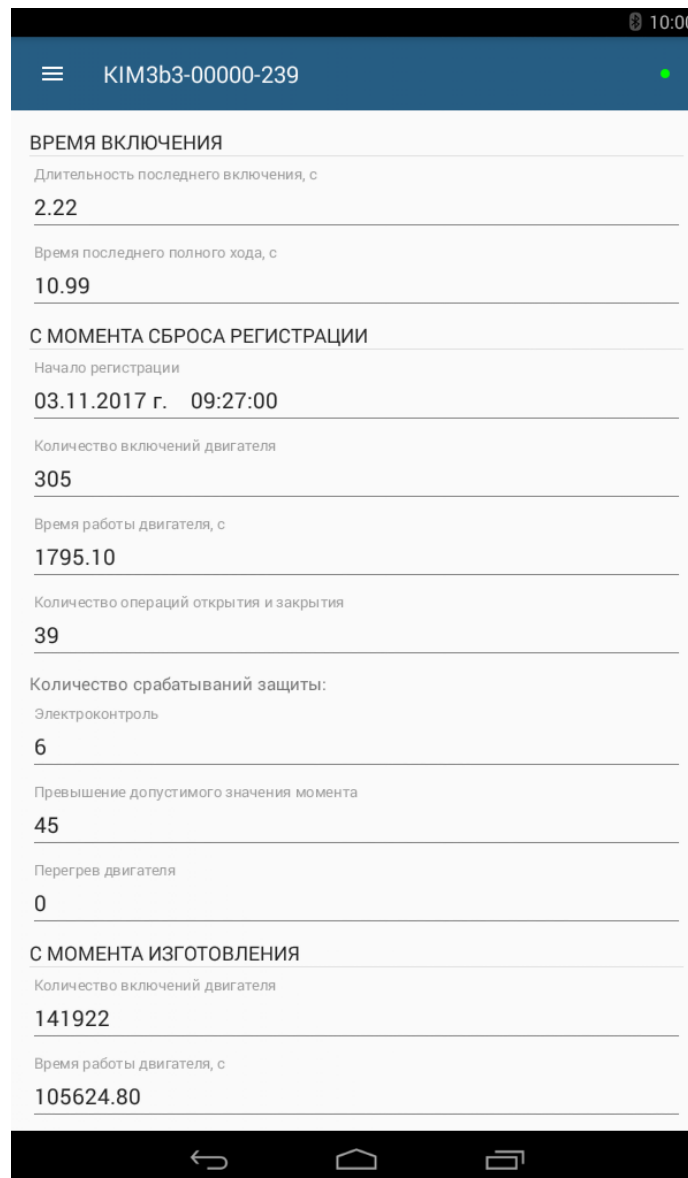 10:00
KIM3b3-00000-239
ВРЕМЯ ВКЛЮЧЕНИЯ
Длительность последнего включения, с
2.22
Время последнего полного хода, с
10.99
С МОМЕНТА СБРОСА РЕГИСТРАЦИИ
Начало регистрации
03.11.2017 г. 09:27:00
Количество включений двигателя
305
Время работы двигателя, с
1795.10
Количество операций открытия и закрытия
39
Количество срабатываний защиты:
Электроконтроль
6
Превышение допустимого значения момента
45
Перегрев двигателя
0
С МОМЕНТА ИЗГОТОВЛЕНИЯ
Количество включений двигателя
141922
Время работы двигателя, с
105624.80